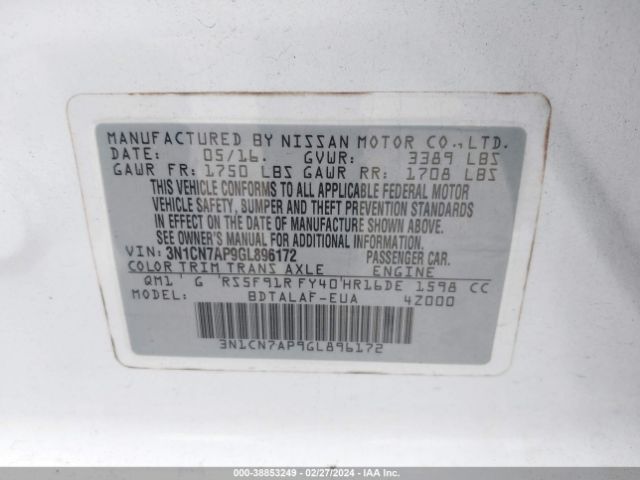 MANUFACTURED BY NISSAN MOTOR CO., LTD.
DATE: 05/16. GVWR: 3389 LBS
GAWR FR: 1750 LBS GAWR RR: 1708 LBS
THIS VEHICLE CONFORMS TO ALL APPLICABLE FEDERAL MOTOR
VEHICLE SAFETY, BUMPER AND THEFT PREVENTION STANDARDS
IN EFFECT ON THE DATE OF MANUFACTURE SHOWN ABOVE.
SEE OWNER'S MANUAL FOR ADDITIONAL INFORMATION.
VIN: 3N1CN7AP9GL896172 PASSENGER CAR.
COLOR TRIM TRANS AXLE ENGINE
QM1 G RS5F91R FY40 HR16DE 1598 CC
MODEL: BDTALAF-EUA 4Z000
3N1CN7AP9GL896172
000-38853249 - 02/27/2024 - IAA Inc.